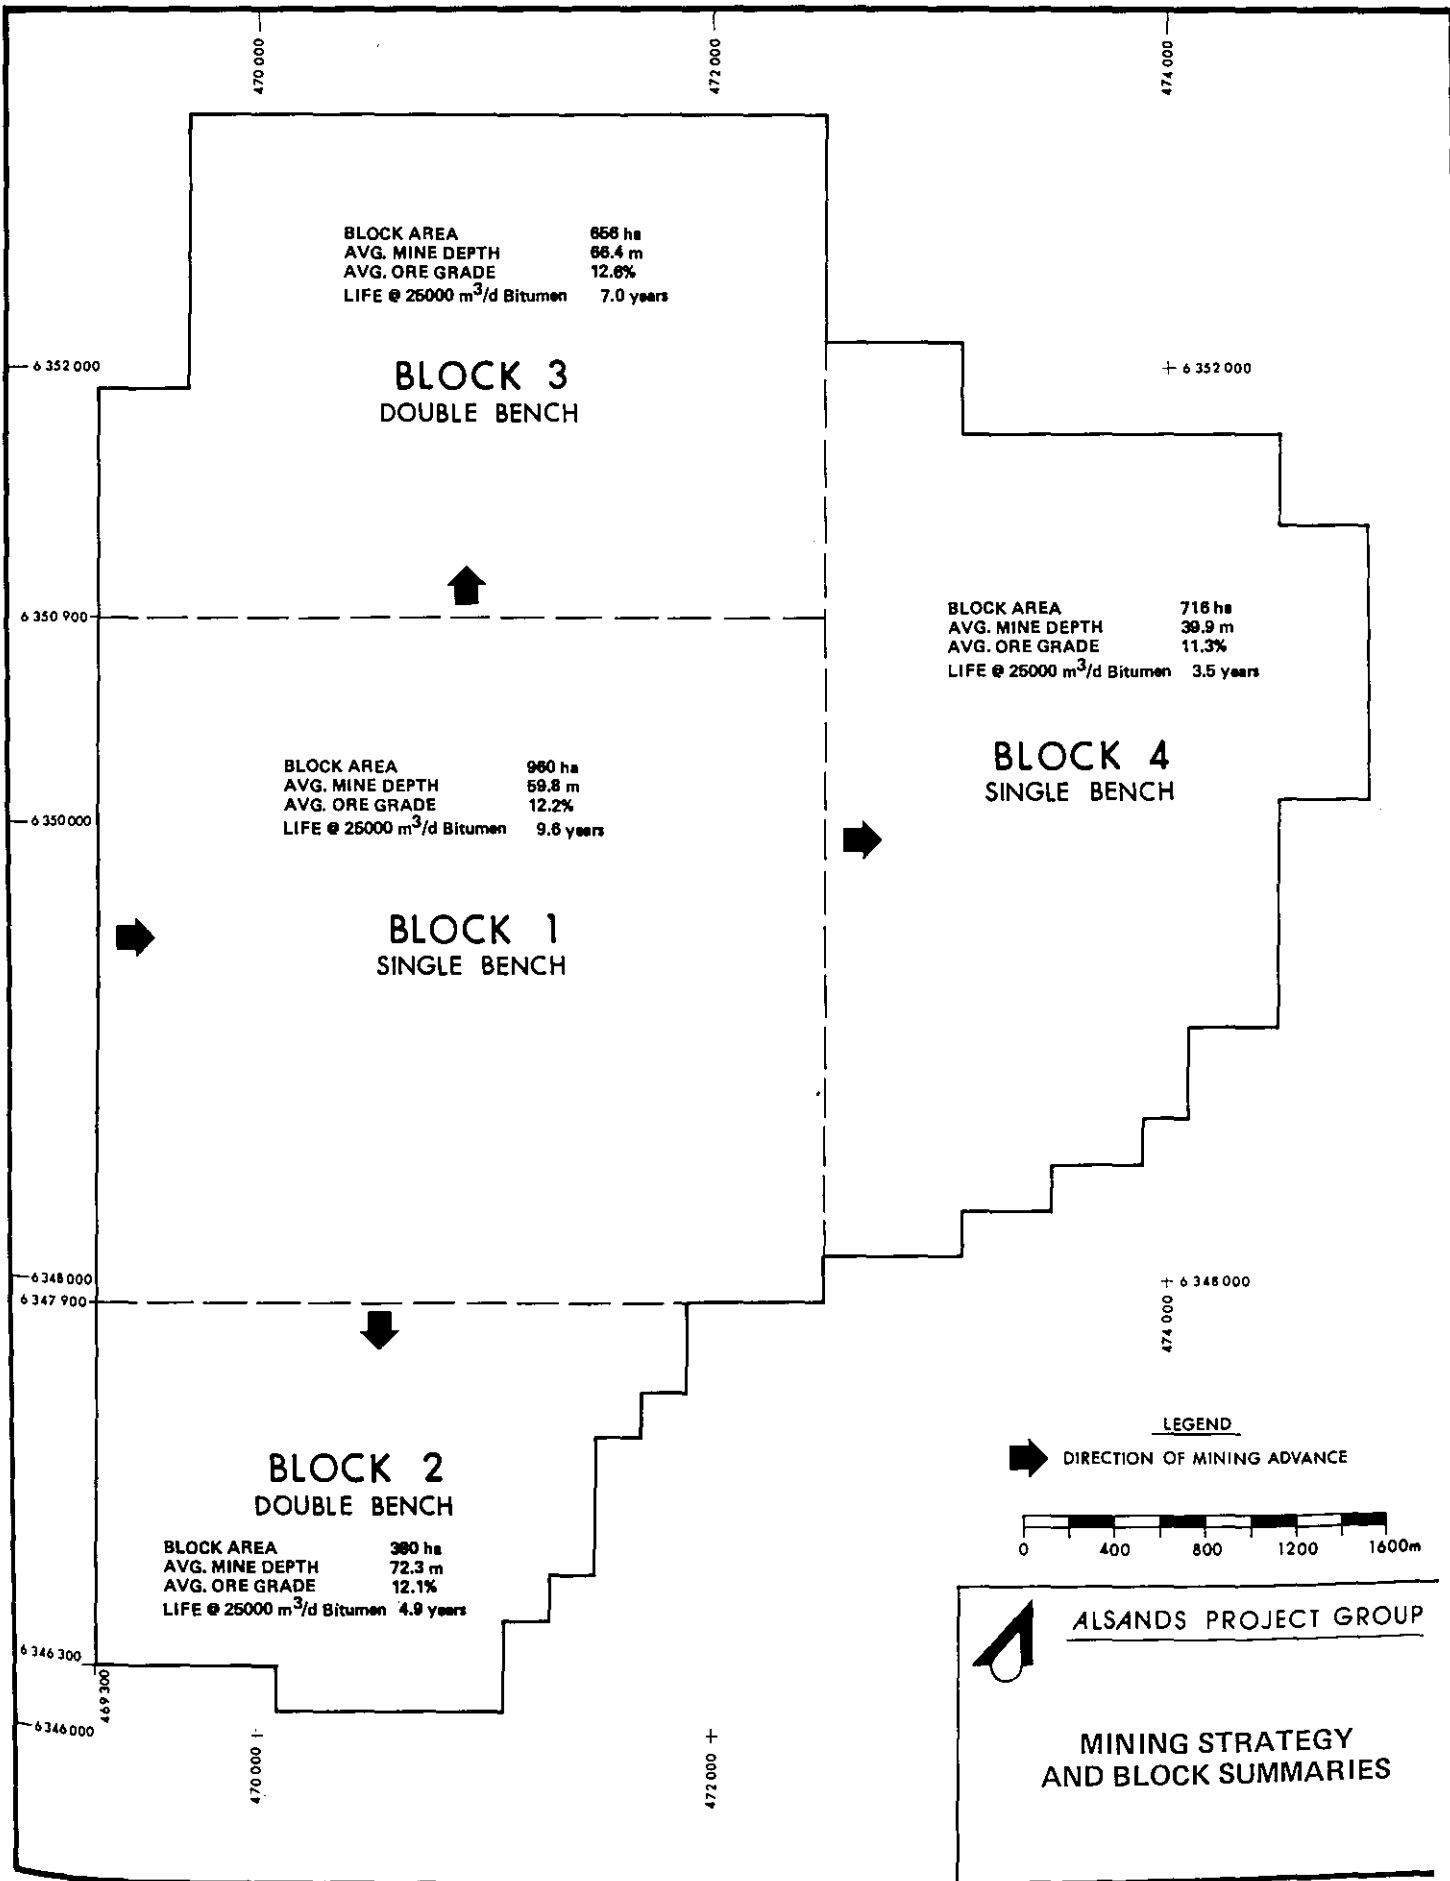 470 000
472 000
474 000
BLOCK AREA 656 ha
AVG. MINE DEPTH 66.4 m
AVG. ORE GRADE 12.6%
LIFE @ 25000 m³/d Bitumen 7.0 years
6 352 000
+ 6 352 000
BLOCK 3
DOUBLE BENCH
6 350 900
BLOCK AREA 716 ha
AVG. MINE DEPTH 39.9 m
AVG. ORE GRADE 11.3%
LIFE @ 25000 m³/d Bitumen 3.5 years
BLOCK 4
SINGLE BENCH
BLOCK AREA 960 ha
AVG. MINE DEPTH 59.8 m
AVG. ORE GRADE 12.2%
LIFE @ 25000 m³/d Bitumen 9.6 years
6 350 000
BLOCK 1
SINGLE BENCH
6 348 000
6 347 900
+ 6 348 000
474 000
BLOCK 2
DOUBLE BENCH
BLOCK AREA 380 ha
AVG. MINE DEPTH 72.3 m
AVG. ORE GRADE 12.1%
LIFE @ 25000 m³/d Bitumen 4.9 years
6 346 300
469 300
6 346 000
470 000 +
472 000 +
LEGEND
DIRECTION OF MINING ADVANCE
0 400 800 1200 1600m
ALSANDS PROJECT GROUP
MINING STRATEGY
AND BLOCK SUMMARIES